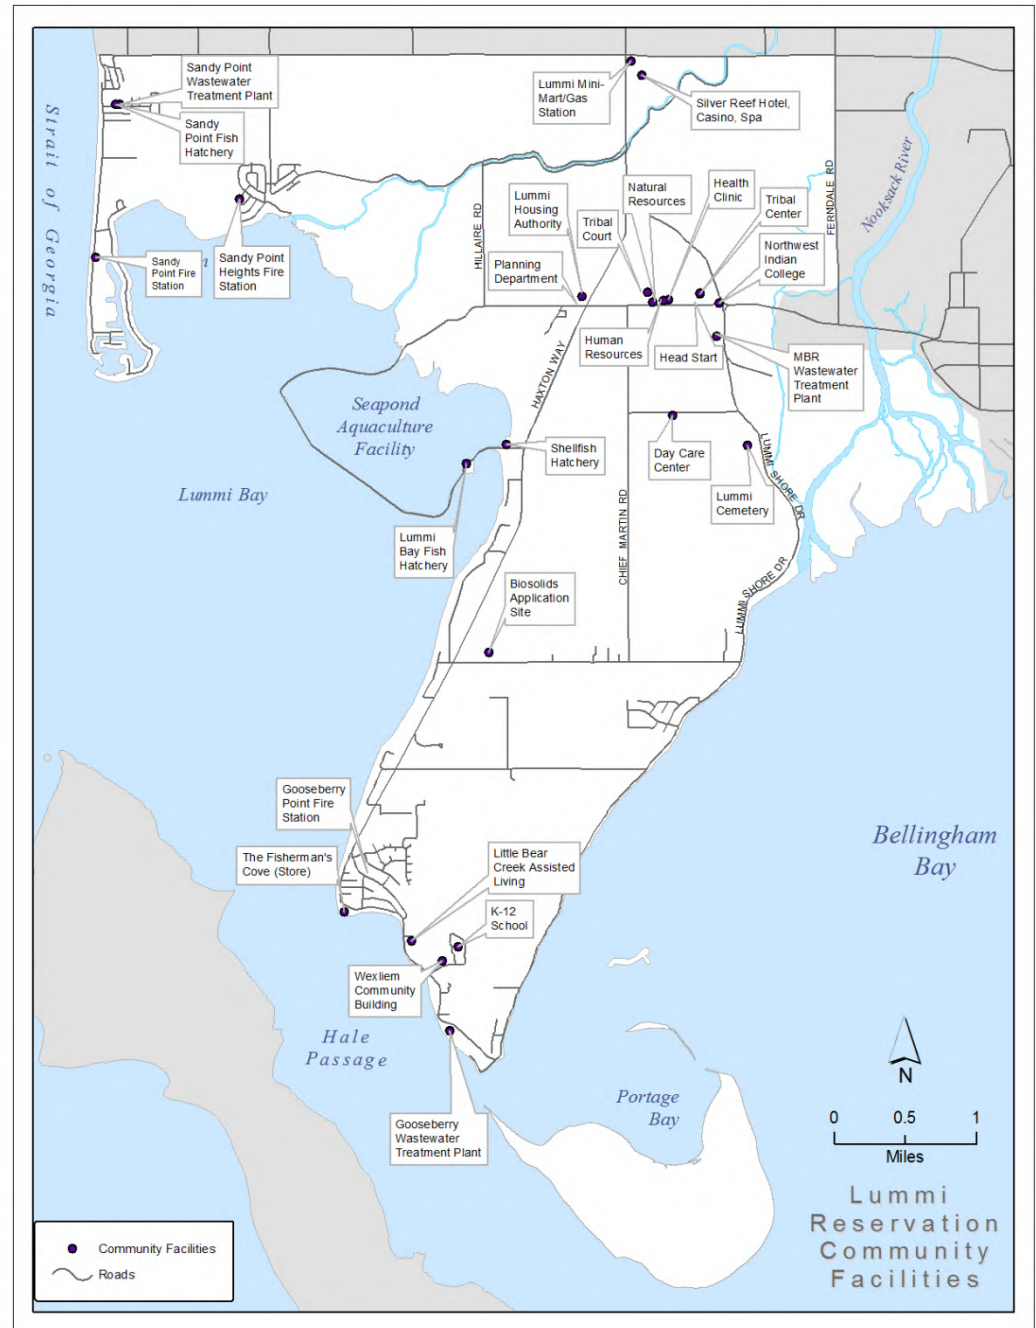 Sandy Point
Wastewater
Treatment Plant
Sandy
Point Fish
Hatchery
Lummi Mini-
Mart/Gas
Station
Silver Reef Hotel,
Casino, Spa
Strait of Georgia
Nooksack River
FERNDALE RD
HILLAIRE RD
Lummi
Housing
Authority
Natural
Resources
Health
Clinic
Tribal
Center
Tribal
Court
Northwest
Indian
College
Planning
Department
Sandy
Point Fire
Station
Sandy Point
Heights Fire
Station
n
Human
Resources
Head Start
MBR
Wastewater
Treatment
Plant
HAXTON WAY
Seapond
Aquaculture
Facility
Shellfish
Hatchery
Day Care
Center
Lummi
Cemetery
LUMMI SHORE DR
Lummi Bay
Lummi
Bay Fish
Hatchery
CHIEF MARTIN RD
LUMMI SHORE DR
Biosolids
Application
Site
Gooseberry
Point Fire
Station
The Fisherman's
Cove (Store)
Little Bear
Creek Assisted
Living
K-12
School
Bellingham
Bay
Wexliem
Community
Building
Hale
Passage
Portage
Bay
Gooseberry
Wastewater
Treatment Plant
N
0 0.5 1
Miles
Lummi
Reservation
Community
Facilities
Community Facilities
Roads